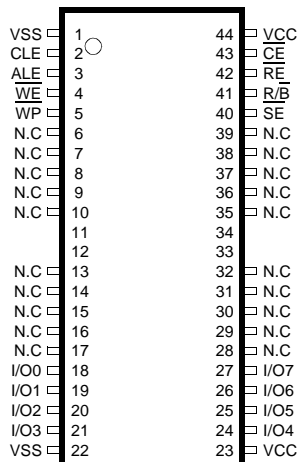 VSS 1 44 VCC
CLE 2 43 CE
ALE 3 42 RE
WE 4 41 R/B
WP 5 40 SE
N.C 6 39 N.C
N.C 7 38 N.C
N.C 8 37 N.C
N.C 9 36 N.C
N.C 10 35 N.C
11 34
12 33
N.C 13 32 N.C
N.C 14 31 N.C
N.C 15 30 N.C
N.C 16 29 N.C
N.C 17 28 N.C
I/O0 18 27 I/O7
I/O1 19 26 I/O6
I/O2 20 25 I/O5
I/O3 21 24 I/O4
VSS 22 23 VCC